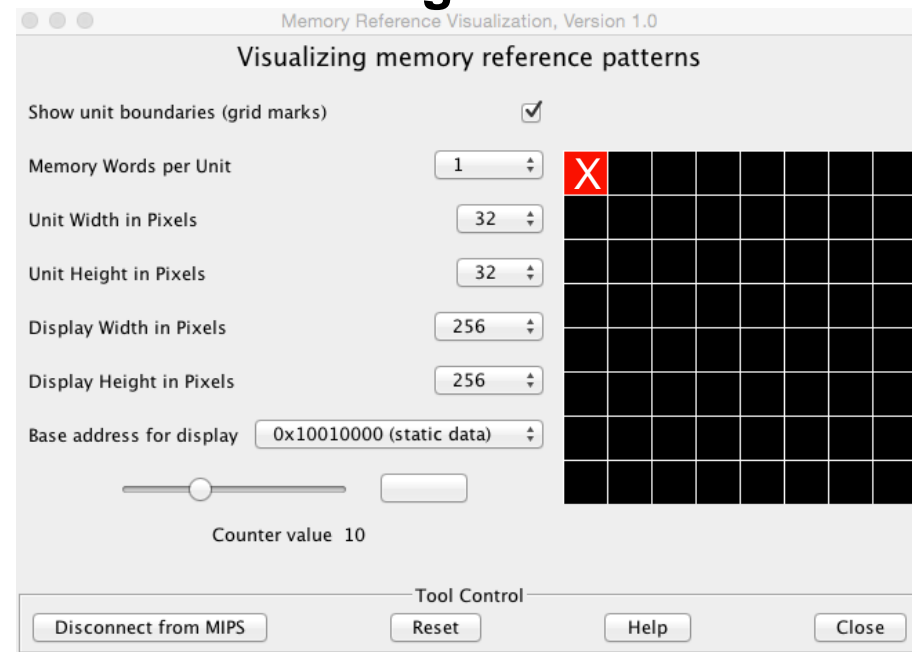 Memory Reference Visualization, Version 1.0
Visualizing memory reference patterns
Show unit boundaries (grid marks)
Memory Words per Unit 1
X
Unit Width in Pixels 32
Unit Height in Pixels 32
Display Width in Pixels 256
Display Height in Pixels 256
Base address for display 0x10010000 (static data)
Counter value 10
Tool Control
Disconnect from MIPS Reset Help Close